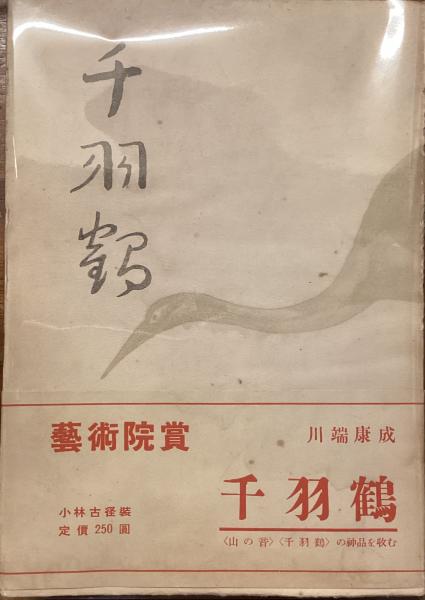 千羽鶴
藝術院賞
川端康成
千羽鶴
小林古径装
定價 250 圓
〈山の音〉〈千羽鶴〉の神品を收む